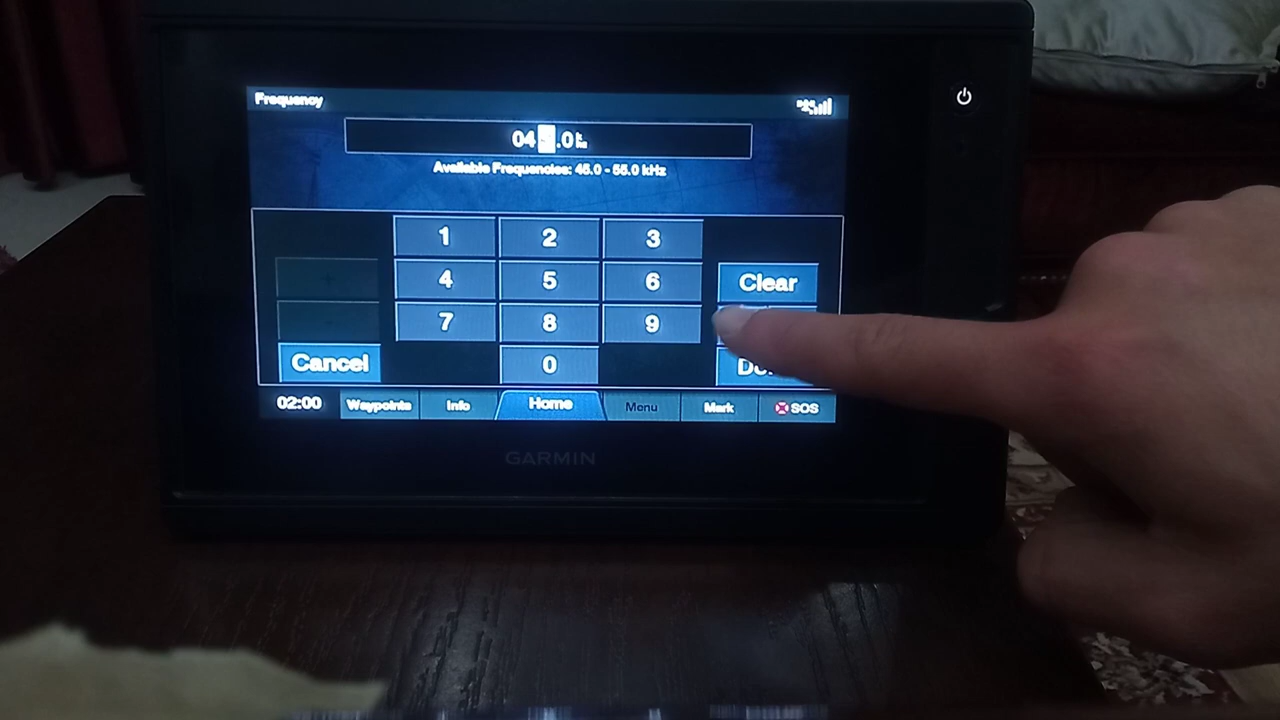 Frequency
04 .0
Available Frequencies: 45.0 - 55.0 kHz
1 2 3
4 5 6 Clear
7 8 9
Cancel 0
02:00 Waypoints Info Home Menu Mark SOS
GARMIN